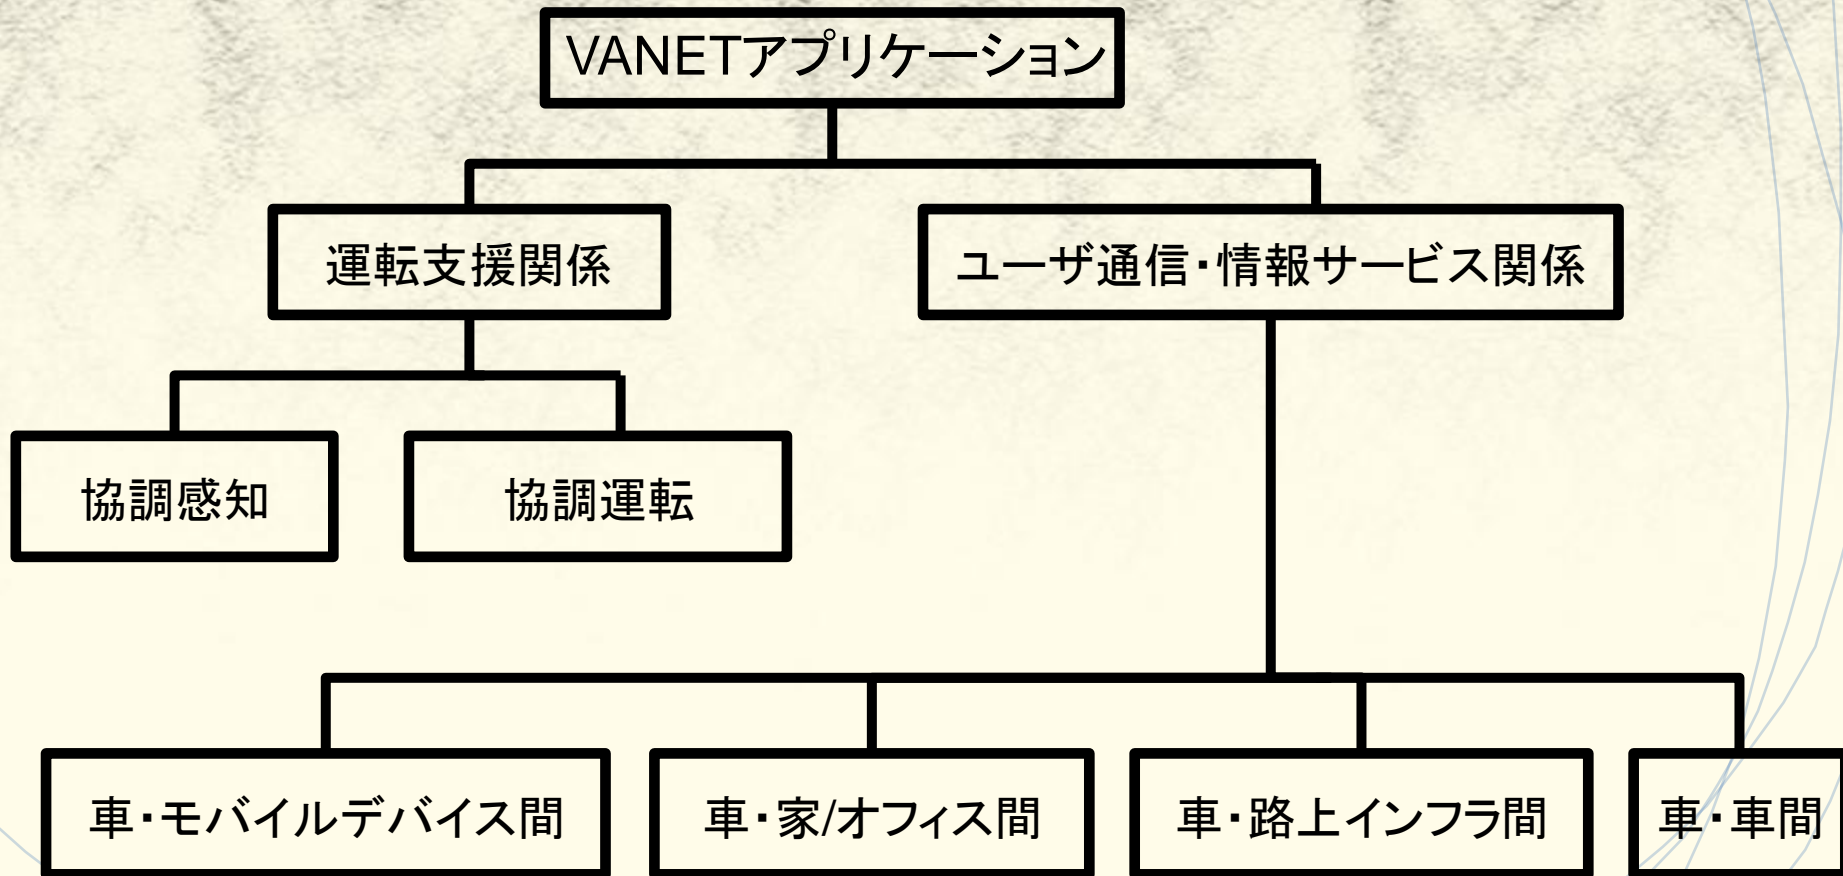 VANETアプリケーション
運転支援関係
ユーザ通信・情報サービス関係
協調感知
協調運転
車・モバイルデバイス間
車・家/オフィス間
車・路上インフラ間
車・車間